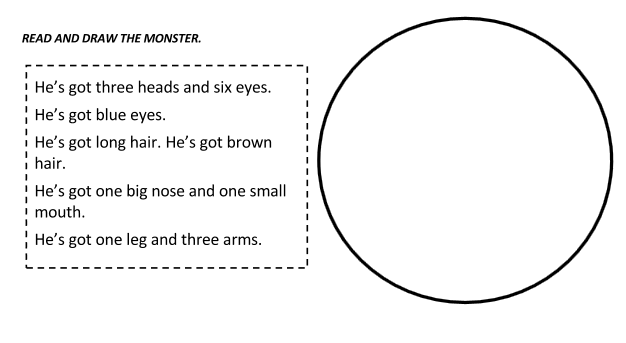 READ AND DRAW THE MONSTER.
He’s got three heads and six eyes.
He’s got blue eyes.
He’s got long hair. He’s got brown
hair.
He’s got one big nose and one small
mouth.
He’s got one leg and three arms.